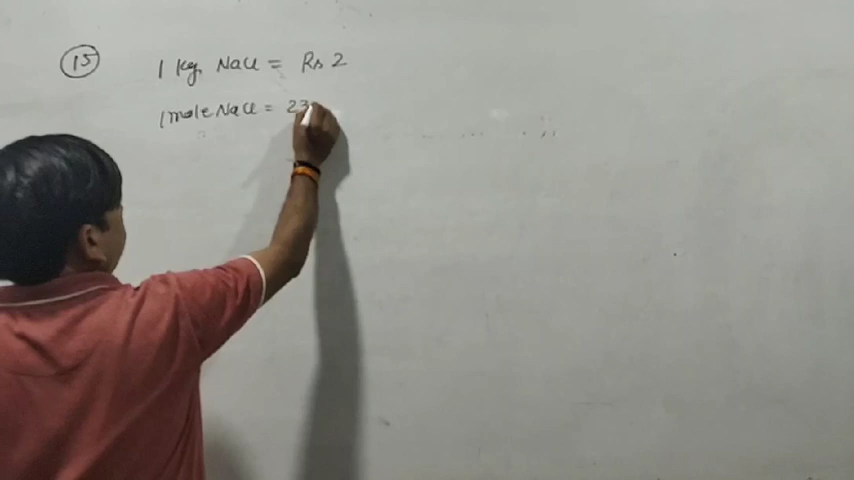 15 1 kg NaCl = Rs 2
1 mole NaCl = 23